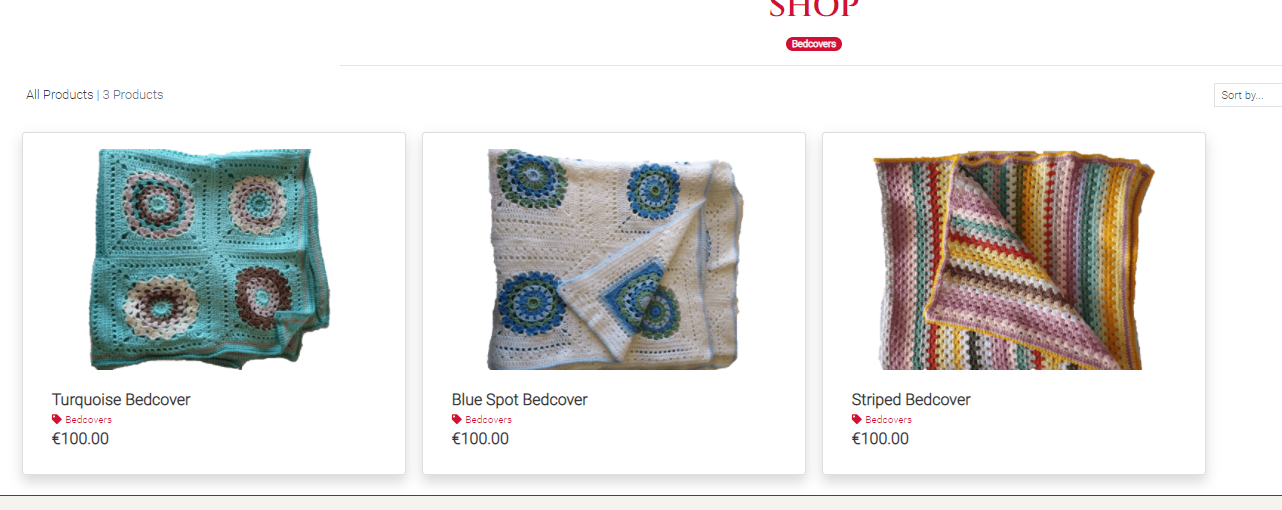 SHOP
Bedcovers
All Products | 3 Products
Sort by...
Turquoise Bedcover
Bedcovers
€100.00
Blue Spot Bedcover
Bedcovers
€100.00
Striped Bedcover
Bedcovers
€100.00